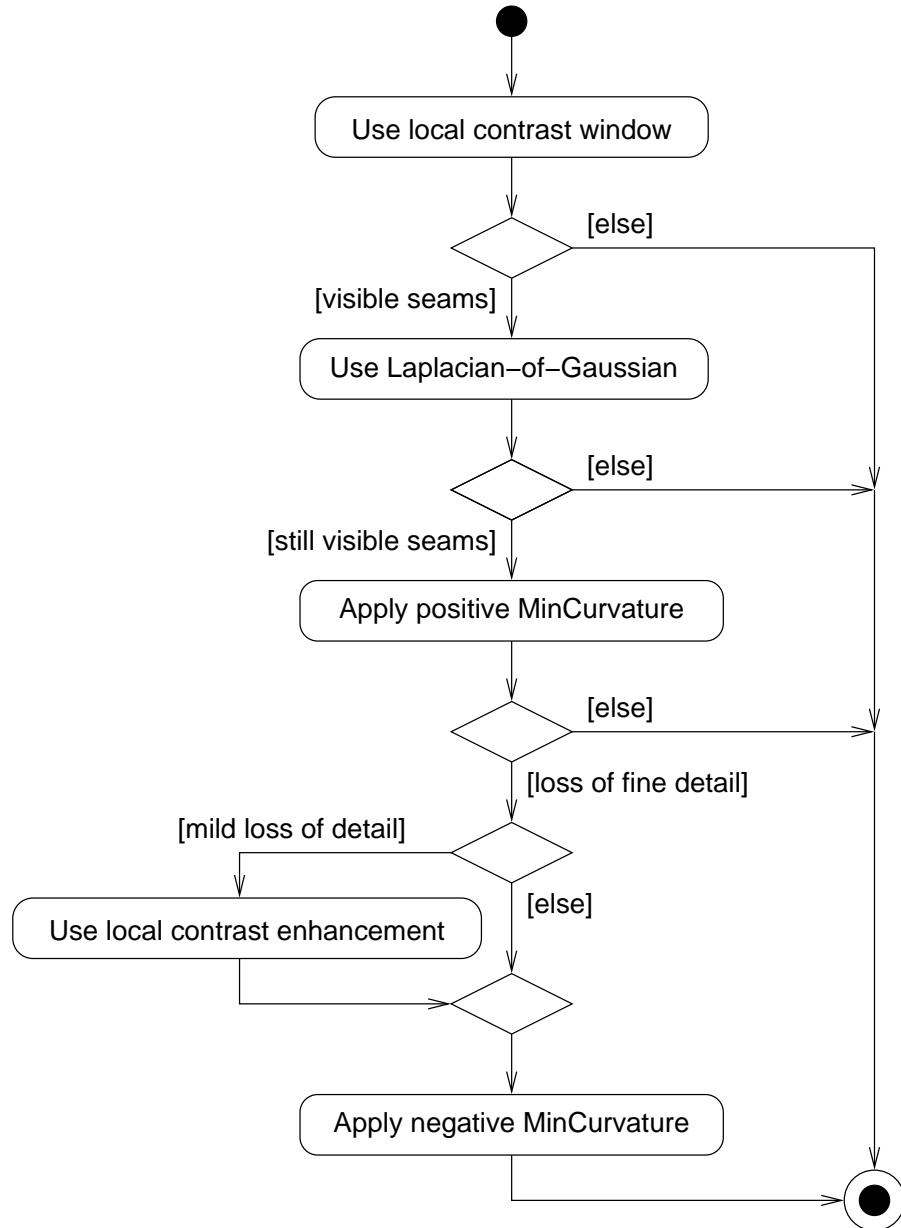 Use local contrast window
[else]
[visible seams]
Use Laplacian−of−Gaussian
[else]
[still visible seams]
Apply positive MinCurvature
[else]
[loss of fine detail]
[mild loss of detail]
[else]
Use local contrast enhancement
Apply negative MinCurvature